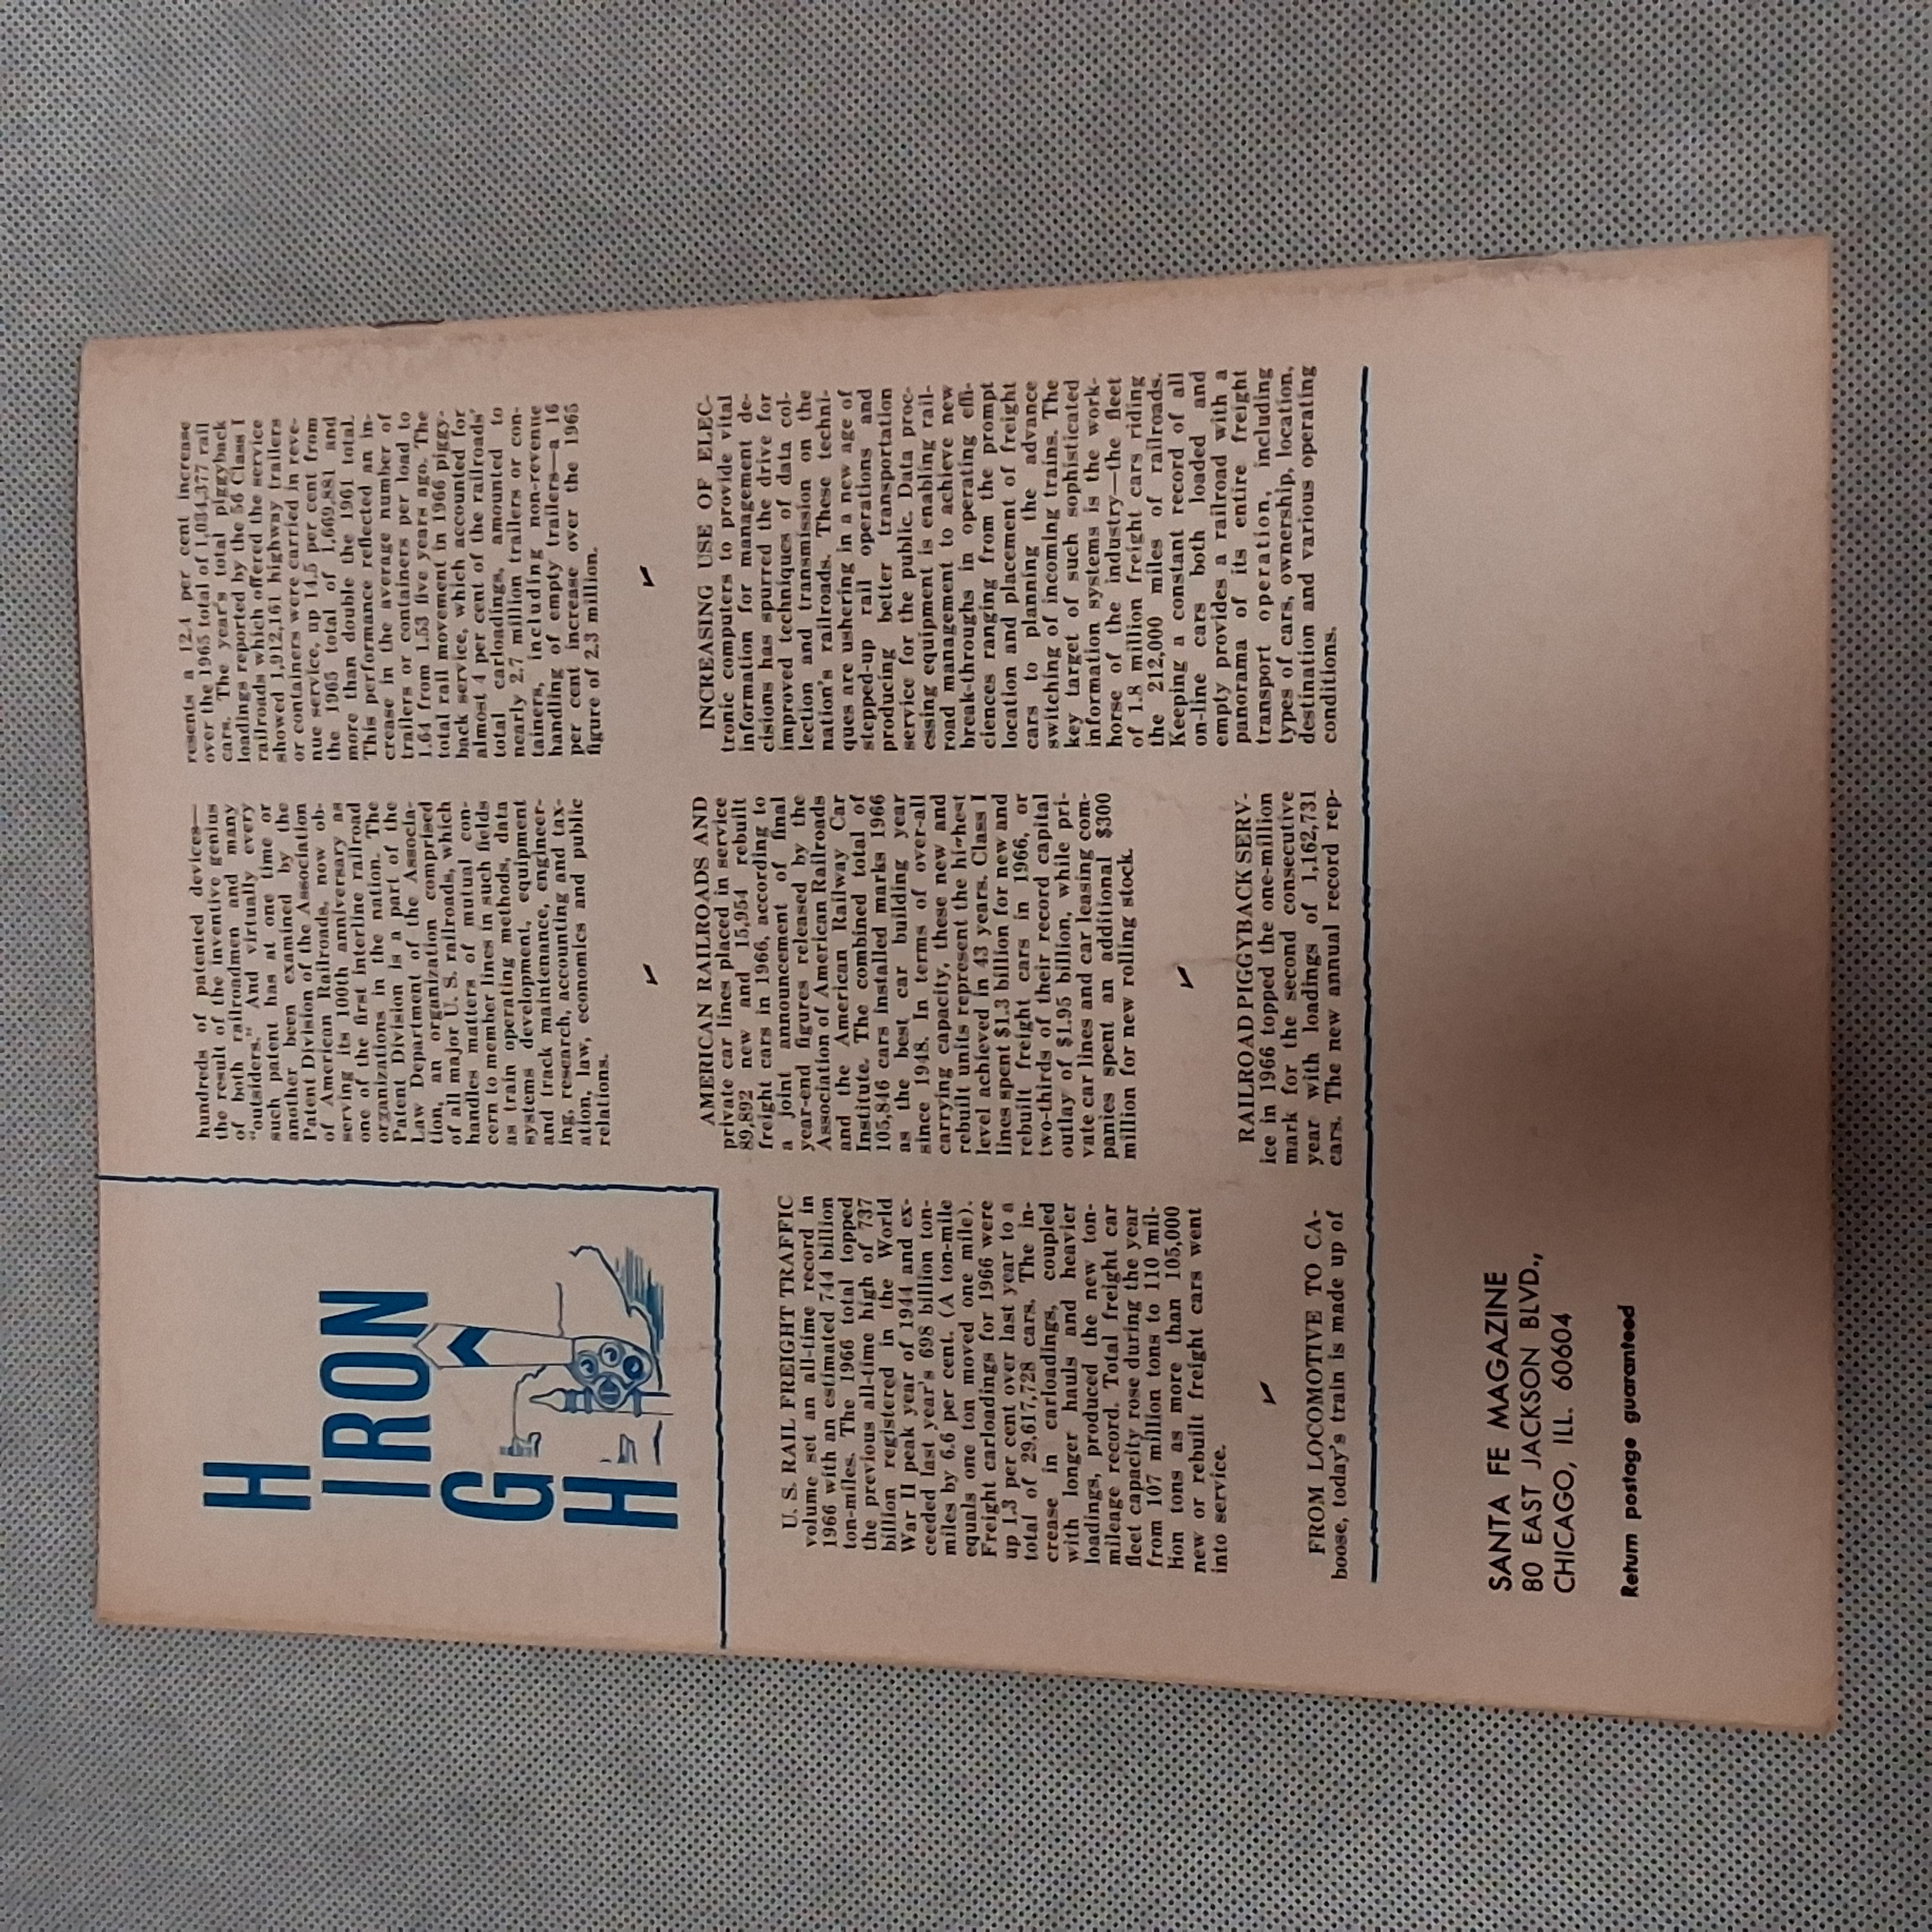 H
IRON
G
H
U. S. RAIL FREIGHT TRAFFIC
volume set an all-time record in
1966 with an estimated 744 billion
ton-miles. The 1966 total topped
the previous all-time high of 737
billion registered in the World
War II peak year of 1944 and ex-
ceeded last year's 698 billion ton-
miles by 6.6 per cent. (A ton-mile
equals one ton moved one mile).
Freight carloadings for 1966 were
up 1.3 per cent over last year to a
total of 29,617,728 cars. The in-
crease in carloadings, coupled
with longer hauls and heavier
loadings, produced the new ton-
mileage record. Total freight car
fleet capacity rose during the year
from 107 million tons to 110 mil-
lion tons as more than 105,000
new or rebuilt freight cars went
into service.
FROM LOCOMOTIVE TO CA-
boose, today's train is made up of
hundreds of patented devices—
the result of the inventive genius
of both railroadmen and many
"outsiders." And virtually every
such patent has at one time or
another been examined by the
Patent Division of the Association
of American Railroads, now ob-
serving its 100th anniversary as
one of the first interline railroad
organizations in the nation. The
Patent Division is a part of the
Law Department of the Associa-
tion, an organization comprised
of all major U. S. railroads, which
handles matters of mutual con-
cern to member lines in such fields
as train operating methods, data
systems development, equipment
and track maintenance, engineer-
ing, research, accounting and tax-
ation, law, economics and public
relations.
AMERICAN RAILROADS AND
private car lines placed in service
89,892 new and 15,954 rebuilt
freight cars in 1966, according to
a joint announcement of final
year-end figures released by the
Association of American Railroads
and the American Railway Car
Institute. The combined total of
105,846 cars installed marks 1966
as the best car building year
since 1948. In terms of over-all
carrying capacity, these new and
rebuilt units represent the highest
level achieved in 43 years. Class I
lines spent $1.3 billion for new and
rebuilt freight cars in 1966, or
two-thirds of their record capital
outlay of $1.95 billion, while pri-
vate car lines and car leasing com-
panies spent an additional $300
million for new rolling stock.
RAILROAD PIGGYBACK SERV-
ice in 1966 topped the one-million
mark for the second consecutive
year with loadings of 1,162,731
cars. The new annual record rep-
resents a 12.4 per cent increase
over the 1965 total of 1,034,377 rail
cars. The year's total piggyback
loadings reported by the 56 Class I
railroads which offered the service
showed 1,912,161 highway trailers
or containers were carried in reve-
nue service, up 14.5 per cent from
the 1965 total of 1,669,881 and
more than double the 1961 total.
This performance reflected an in-
crease in the average number of
trailers or containers per load to
1.64 from 1.53 five years ago. The
total rail movement in 1966 piggy-
back service, which accounted for
almost 4 per cent of the railroads'
total carloadings, amounted to
nearly 2.7 million trailers or con-
tainers, including non-revenue
handling of empty trailers—a 16
per cent increase over the 1965
figure of 2.3 million.
INCREASING USE OF ELEC-
tronic computers to provide vital
information for management de-
cisions has spurred the drive for
improved techniques of data col-
lection and transmission on the
nation's railroads. These techni-
ques are ushering in a new age of
stepped-up rail operations and
producing better transportation
service for the public. Data proc-
essing equipment is enabling rail-
road management to achieve new
break-throughs in operating effi-
ciences ranging from the prompt
location and placement of freight
cars to planning the advance
switching of incoming trains. The
key target of such sophisticated
information systems is the work-
horse of the industry—the fleet
of 1.8 million freight cars riding
the 212,000 miles of railroads.
Keeping a constant record of all
on-line cars both loaded and
empty provides a railroad with a
panorama of its entire freight
transport operation, including
types of cars, ownership, location,
destination and various operating
conditions.
SANTA FE MAGAZINE
80 EAST JACKSON BLVD.,
CHICAGO, ILL. 60604
Return postage guaranteed